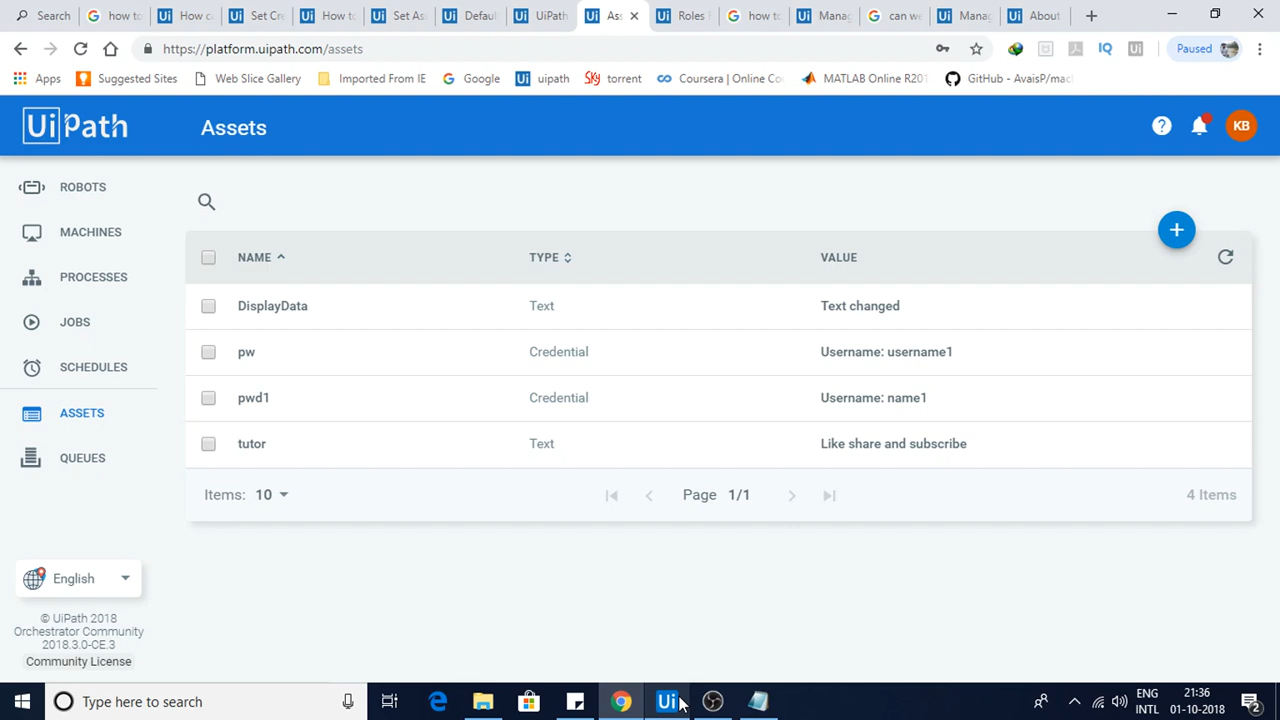 Search
how to
How ca
Set Cre
How to
Set As
Defau
UiPath
As
Roles
how to
Manag
can we
Manag
About
https://platform.uipath.com/assets
Paused
Apps
Suggested Sites
Web Slice Gallery
Imported From IE
Google
uipath
torrent
Coursera | Online Co
MATLAB Online R201
GitHub - AvaisP/mac
UiPath
Assets
KB
ROBOTS
MACHINES
PROCESSES
JOBS
SCHEDULES
ASSETS
QUEUES
NAME TYPE VALUE
DisplayData Text Text changed
pw Credential Username: username1
pwd1 Credential Username: name1
tutor Text Like share and subscribe
Items: 10 Page 1/1 4 Items
English
© UiPath 2018
Orchestrator Community
2018.3.0-CE.3
Community License
Type here to search
ENG
INTL
21:36
01-10-2018
2